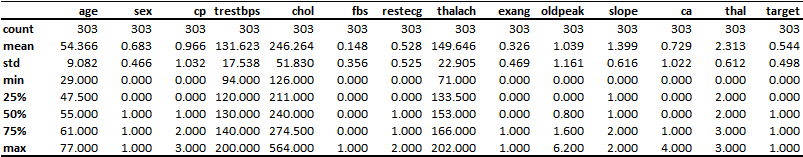 age sex cp trestbps chol fbs restecg thalach exang oldpeak slope ca thal target
count 303 303 303 303 303 303 303 303 303 303 303 303 303 303
mean 54.366 0.683 0.966 131.623 246.264 0.148 0.528 149.646 0.326 1.039 1.399 0.729 2.313 0.544
std 9.082 0.466 1.032 17.538 51.830 0.356 0.525 22.905 0.469 1.161 0.616 1.022 0.612 0.498
min 29.000 0.000 0.000 94.000 126.000 0.000 0.000 71.000 0.000 0.000 0.000 0.000 0.000 0.000
25% 47.500 0.000 0.000 120.000 211.000 0.000 0.000 133.500 0.000 0.000 1.000 0.000 2.000 0.000
50% 55.000 1.000 1.000 130.000 240.000 0.000 1.000 153.000 0.000 0.800 1.000 0.000 2.000 1.000
75% 61.000 1.000 2.000 140.000 274.500 0.000 1.000 166.000 1.000 1.600 2.000 1.000 3.000 1.000
max 77.000 1.000 3.000 200.000 564.000 1.000 2.000 202.000 1.000 6.200 2.000 4.000 3.000 1.000